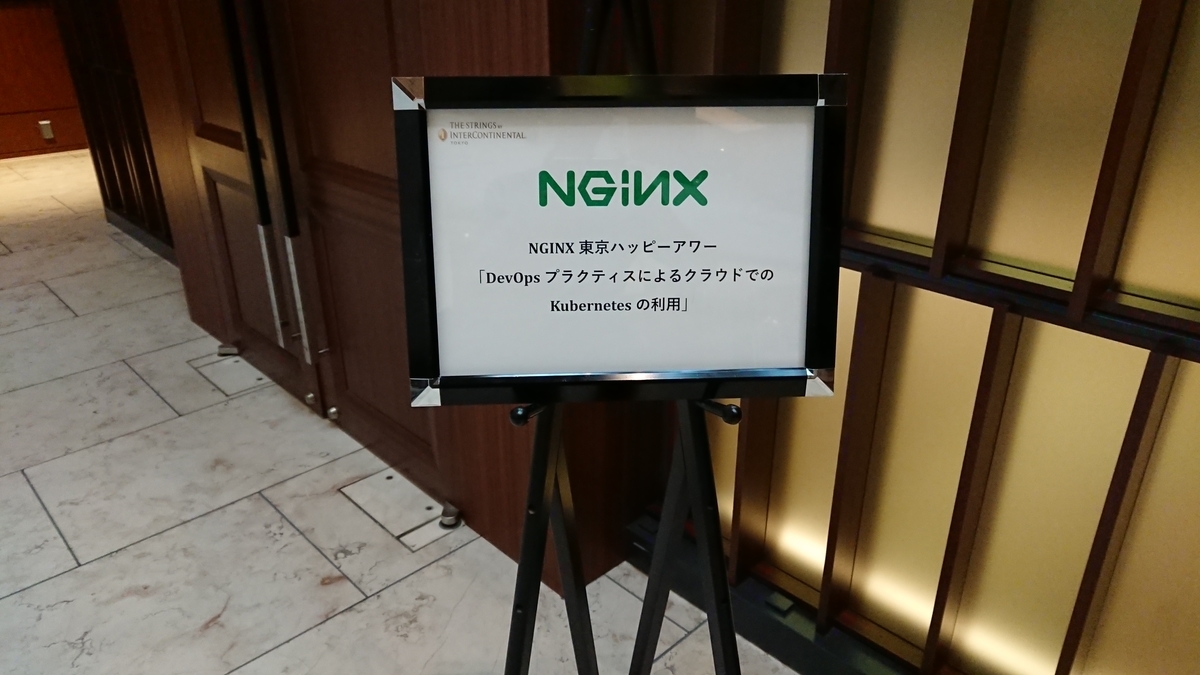 THE STRINGS BY
INTERCONTINENTAL
TOKYO
NGINX
NGINX 東京ハッピーアワー
「DevOps プラクティスによるクラウドでの
Kubernetes の利用」